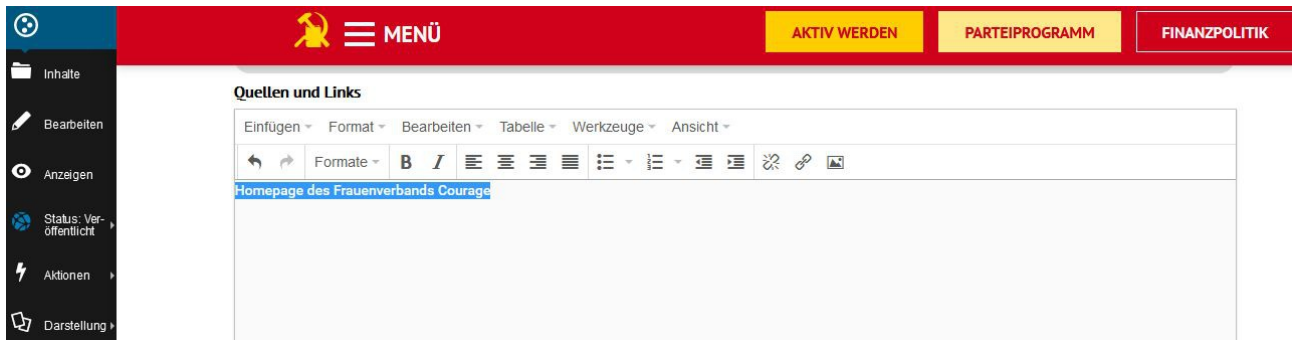 MENÜ
AKTIV WERDEN
PARTEIPROGRAMM
FINANZPOLITIK
Inhalte
Bearbeiten
Anzeigen
Status: Ver-
öffentlicht
Aktionen
Darstellung
Quellen und Links
Einfügen Format Bearbeiten Tabelle Werkzeuge Ansicht
Formate B I
Homepage des Frauenverbands Courage